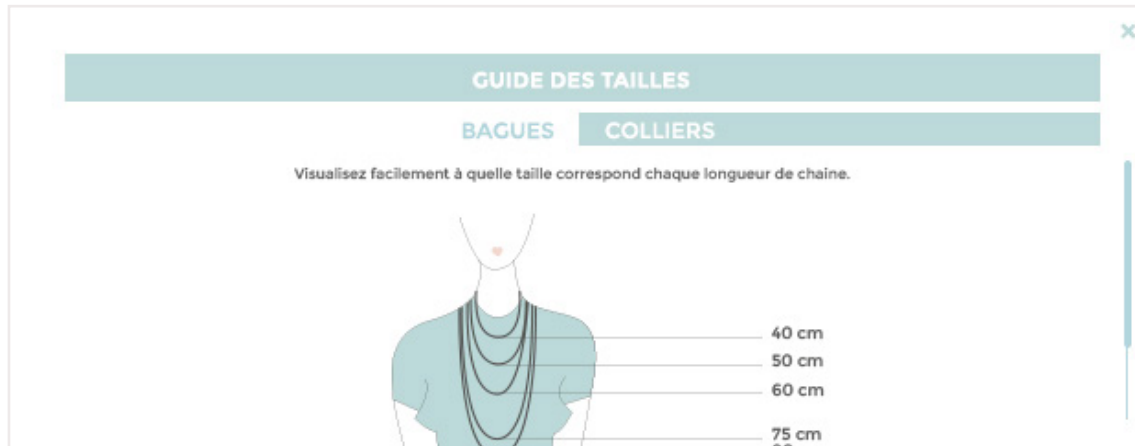 GUIDE DES TAILLES
BAGUES COLLIERS
Visualisez facilement à quelle taille correspond chaque longueur de chaine.
40 cm
50 cm
60 cm
75 cm